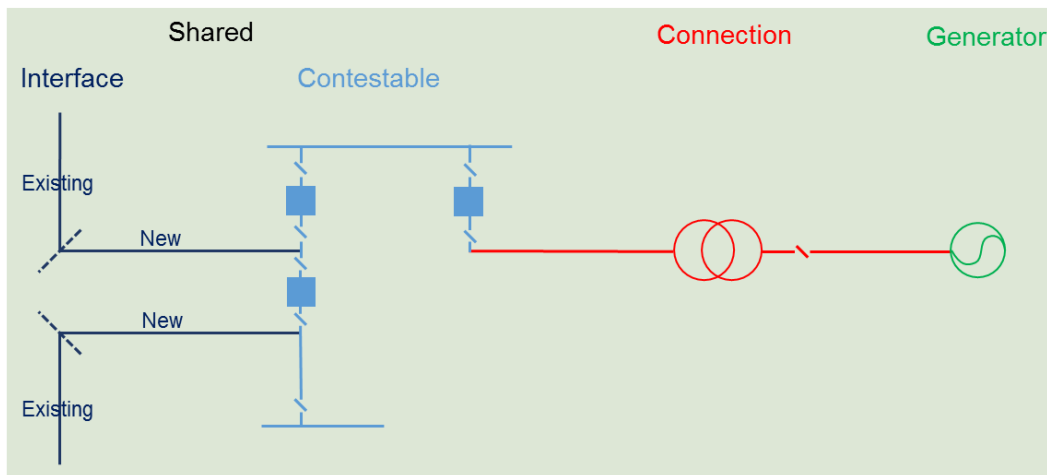 Shared
Connection
Generator
Interface
Contestable
Existing
New
New
Existing